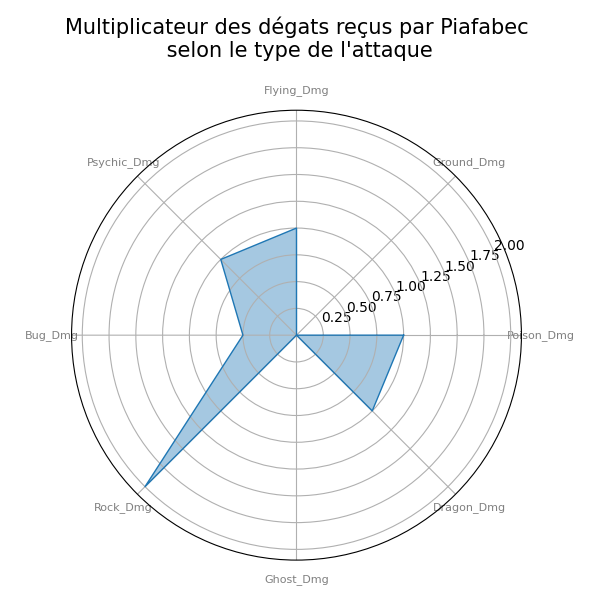 Multiplicateur des dégats reçus par Piafabec
selon le type de l'attaque
Flying_Dmg
Psychic_Dmg
Ground_Dmg
2.00
1.75
1.50
1.25
1.00
0.75
0.50
0.25
Bug_Dmg
Poison_Dmg
Rock_Dmg
Dragon_Dmg
Ghost_Dmg